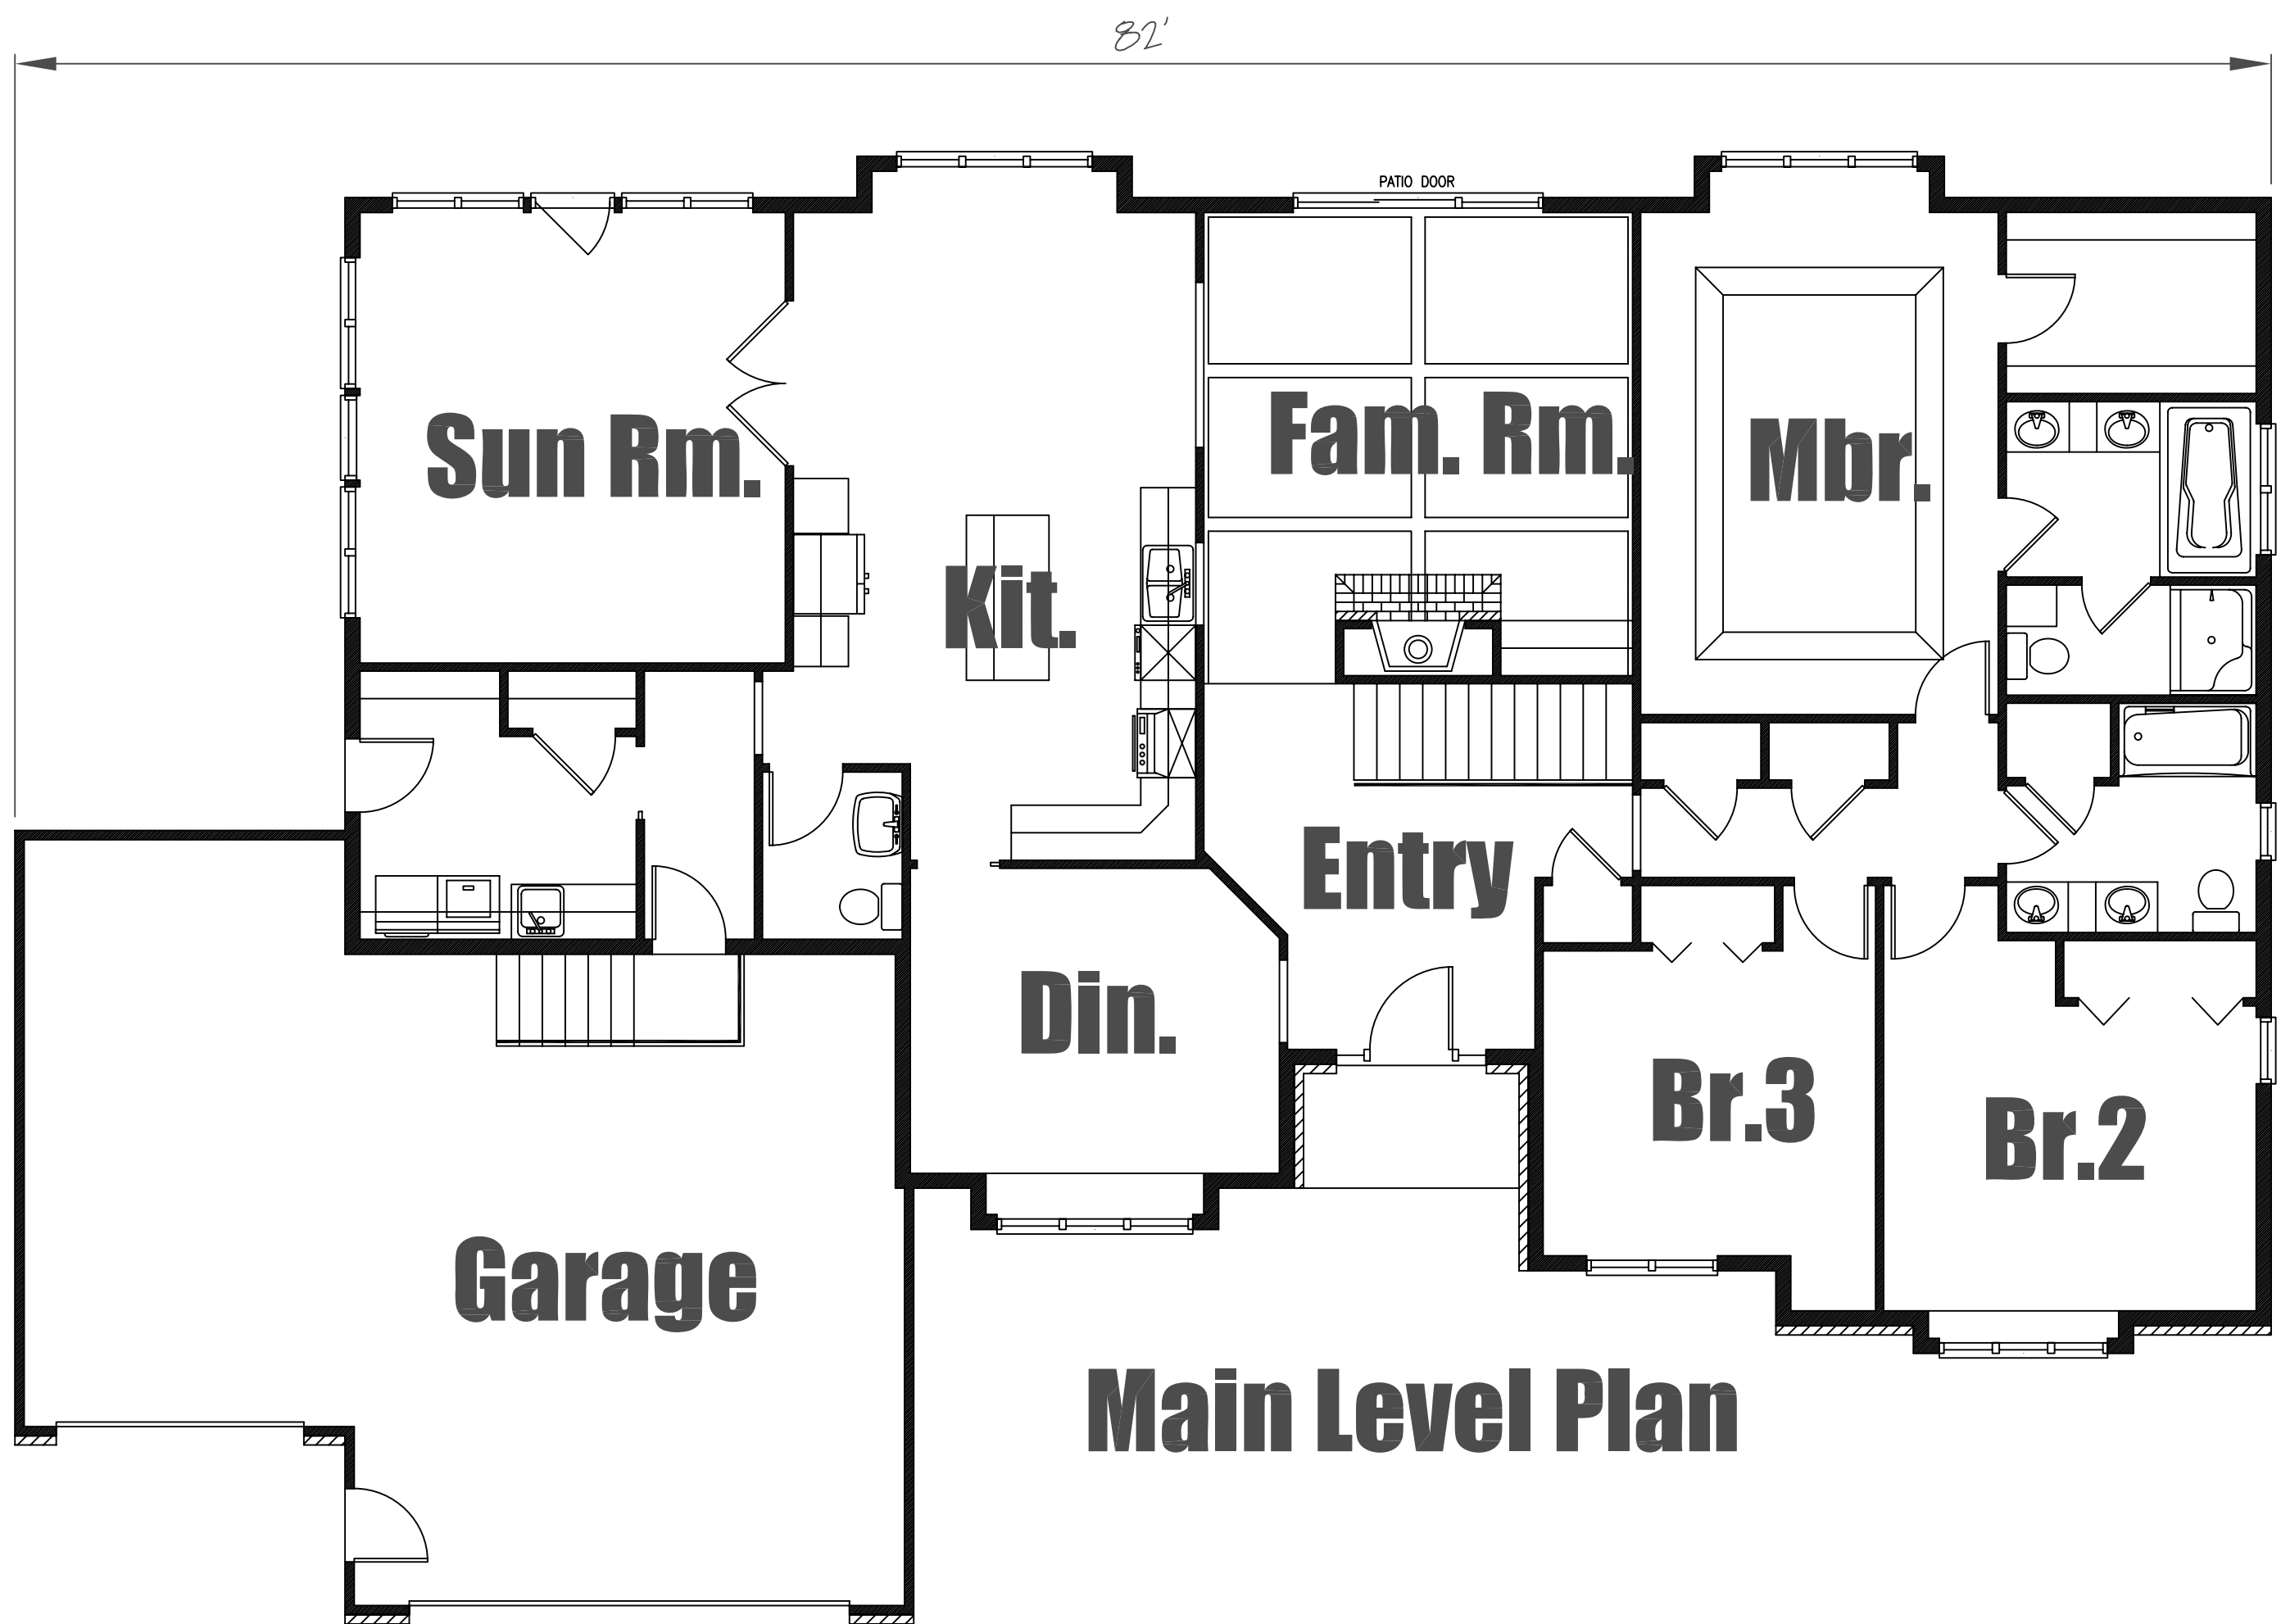 82'
PATIO DOOR
Sun Rm.
Fam. Rm.
Mbr.
Kit.
Entry
Din.
Br.3
Br.2
Garage
Main Level Plan